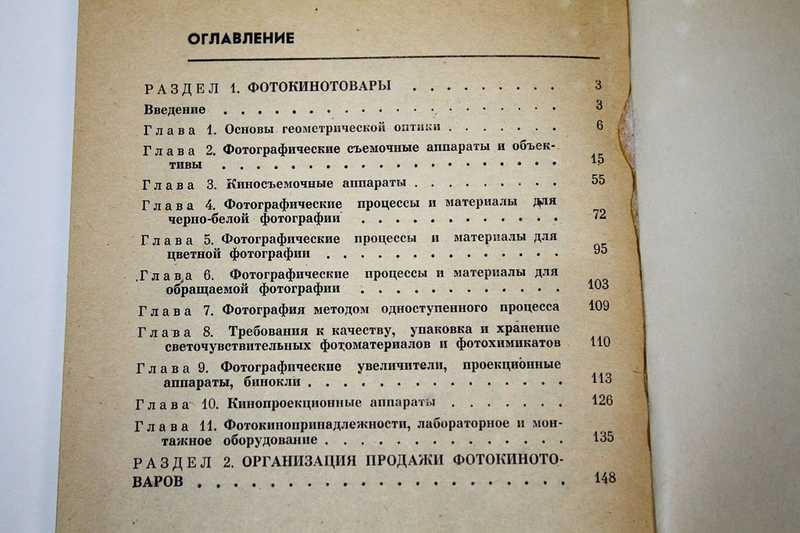 ОГЛАВЛЕНИЕ
РАЗДЕЛ 1. ФОТОКИНОТОВАРЫ . . . . . . . . . 3
Введение . . . . . . . . . . . . . . . . . . . . 3
Глава 1. Основы геометрической оптики . . . . . . . 6
Глава 2. Фотографические съемочные аппараты и объек-
тивы . . . . . . . . . . . . . . . . . . . 15
Глава 3. Киносъемочные аппараты . . . . . . . . . 55
Глава 4. Фотографические процессы и материалы для
черно-белой фотографии . . . . . . . . . . . . 72
Глава 5. Фотографические процессы и материалы для
цветной фотографии . . . . . . . . . . . . . . 95
Глава 6. Фотографические процессы и материалы для
обращаемой фотографии . . . . . . . . . . . . 103
Глава 7. Фотография методом одноступенного процесса 109
Глава 8. Требования к качеству, упаковка и хранение
светочувствительных фотоматериалов и фотохимикатов 110
Глава 9. Фотографические увеличители, проекционные
аппараты, бинокли . . . . . . . . . . . . . . . 113
Глава 10. Кинопроекционные аппараты . . . . . . . 126
Глава 11. Фотокинопринадлежности, лабораторное и мон-
тажное оборудование . . . . . . . . . . . . . . 135
РАЗДЕЛ 2. ОРГАНИЗАЦИЯ ПРОДАЖИ ФОТОКИНОТО-
ВАРОВ . . . . . . . . . . . . . . . . . . . . . . 148